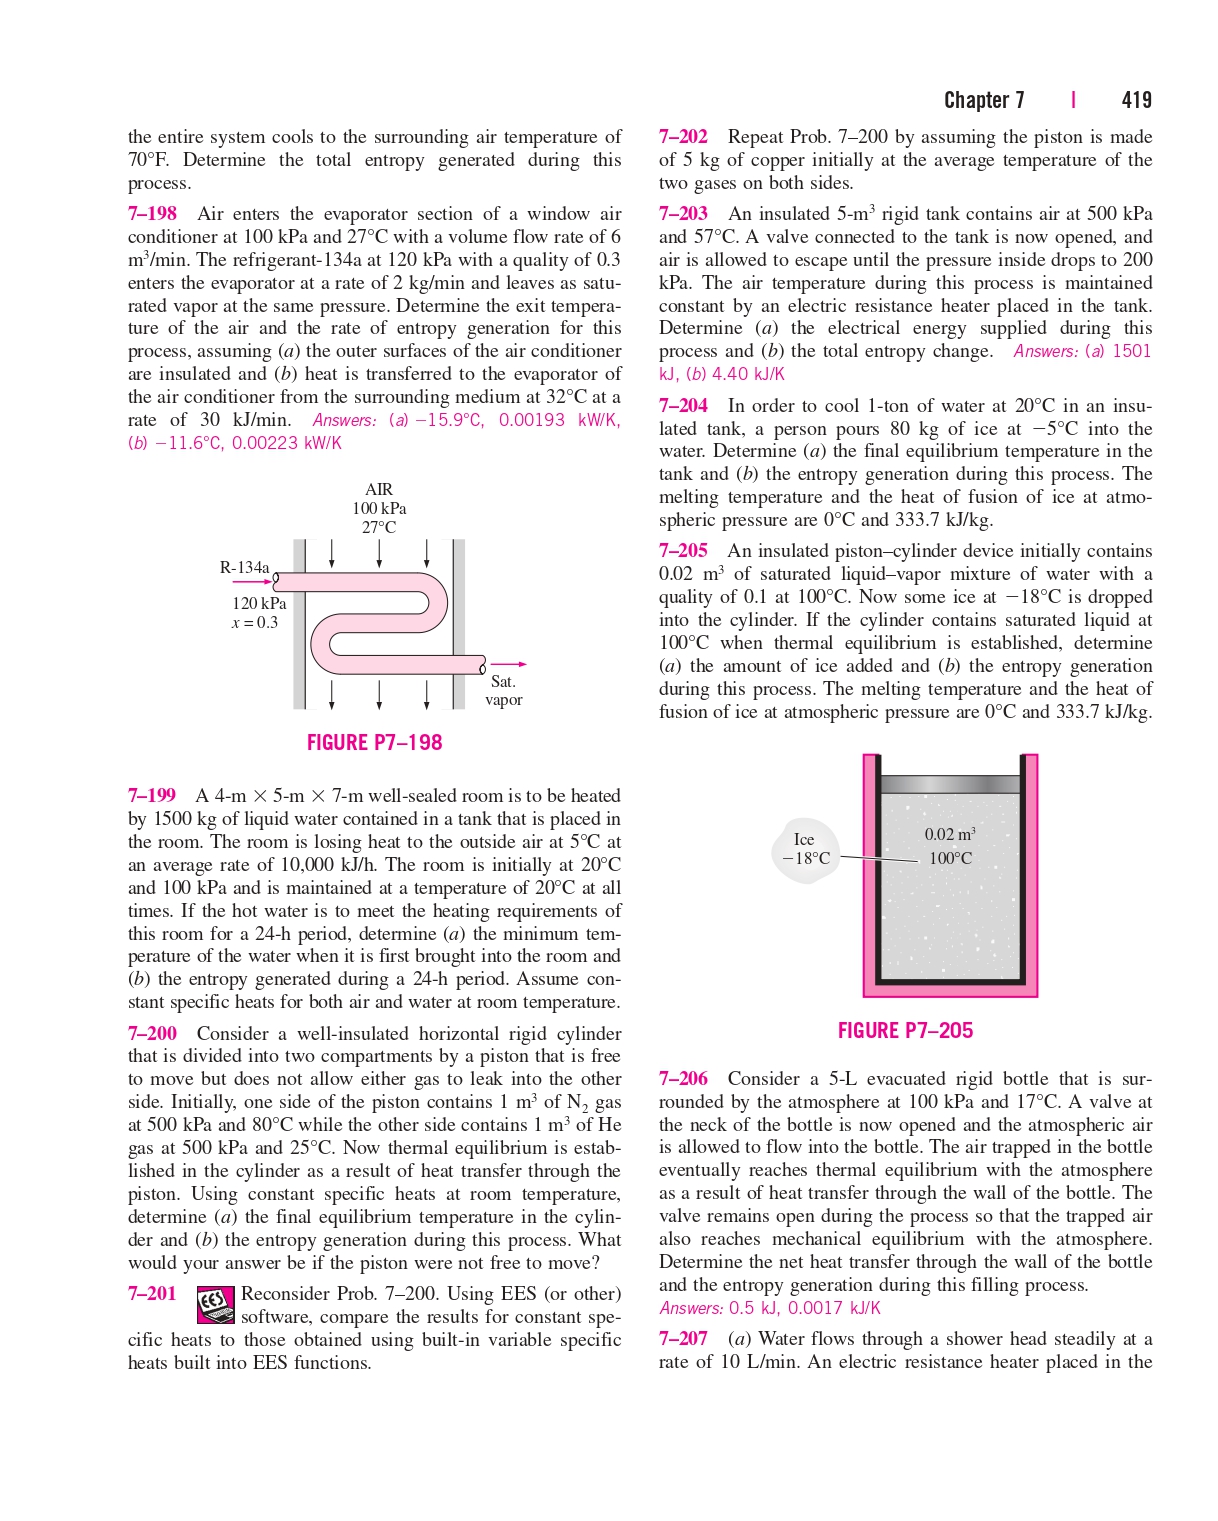 Chapter 7 | 419
the entire system cools to the surrounding air temperature of
70°F. Determine the total entropy generated during this
process.
7–198 Air enters the evaporator section of a window air
conditioner at 100 kPa and 27°C with a volume flow rate of 6
m³/min. The refrigerant-134a at 120 kPa with a quality of 0.3
enters the evaporator at a rate of 2 kg/min and leaves as satu-
rated vapor at the same pressure. Determine the exit tempera-
ture of the air and the rate of entropy generation for this
process, assuming (a) the outer surfaces of the air conditioner
are insulated and (b) heat is transferred to the evaporator of
the air conditioner from the surrounding medium at 32°C at a
rate of 30 kJ/min. Answers: (a) −15.9°C, 0.00193 kW/K,
(b) −11.6°C, 0.00223 kW/K
AIR
100 kPa
27°C
R-134a
120 kPa
x = 0.3
Sat.
vapor
FIGURE P7–198
7–199 A 4-m × 5-m × 7-m well-sealed room is to be heated
by 1500 kg of liquid water contained in a tank that is placed in
the room. The room is losing heat to the outside air at 5°C at
an average rate of 10,000 kJ/h. The room is initially at 20°C
and 100 kPa and is maintained at a temperature of 20°C at all
times. If the hot water is to meet the heating requirements of
this room for a 24-h period, determine (a) the minimum tem-
perature of the water when it is first brought into the room and
(b) the entropy generated during a 24-h period. Assume con-
stant specific heats for both air and water at room temperature.
7–200 Consider a well-insulated horizontal rigid cylinder
that is divided into two compartments by a piston that is free
to move but does not allow either gas to leak into the other
side. Initially, one side of the piston contains 1 m³ of N₂ gas
at 500 kPa and 80°C while the other side contains 1 m³ of He
gas at 500 kPa and 25°C. Now thermal equilibrium is estab-
lished in the cylinder as a result of heat transfer through the
piston. Using constant specific heats at room temperature,
determine (a) the final equilibrium temperature in the cylin-
der and (b) the entropy generation during this process. What
would your answer be if the piston were not free to move?
7–201 EES Reconsider Prob. 7–200. Using EES (or other)
software, compare the results for constant spe-
cific heats to those obtained using built-in variable specific
heats built into EES functions.
7–202 Repeat Prob. 7–200 by assuming the piston is made
of 5 kg of copper initially at the average temperature of the
two gases on both sides.
7–203 An insulated 5-m³ rigid tank contains air at 500 kPa
and 57°C. A valve connected to the tank is now opened, and
air is allowed to escape until the pressure inside drops to 200
kPa. The air temperature during this process is maintained
constant by an electric resistance heater placed in the tank.
Determine (a) the electrical energy supplied during this
process and (b) the total entropy change. Answers: (a) 1501
kJ, (b) 4.40 kJ/K
7–204 In order to cool 1-ton of water at 20°C in an insu-
lated tank, a person pours 80 kg of ice at −5°C into the
water. Determine (a) the final equilibrium temperature in the
tank and (b) the entropy generation during this process. The
melting temperature and the heat of fusion of ice at atmo-
spheric pressure are 0°C and 333.7 kJ/kg.
7–205 An insulated piston–cylinder device initially contains
0.02 m³ of saturated liquid–vapor mixture of water with a
quality of 0.1 at 100°C. Now some ice at −18°C is dropped
into the cylinder. If the cylinder contains saturated liquid at
100°C when thermal equilibrium is established, determine
(a) the amount of ice added and (b) the entropy generation
during this process. The melting temperature and the heat of
fusion of ice at atmospheric pressure are 0°C and 333.7 kJ/kg.
Ice
−18°C
0.02 m³
100°C
FIGURE P7–205
7–206 Consider a 5-L evacuated rigid bottle that is sur-
rounded by the atmosphere at 100 kPa and 17°C. A valve at
the neck of the bottle is now opened and the atmospheric air
is allowed to flow into the bottle. The air trapped in the bottle
eventually reaches thermal equilibrium with the atmosphere
as a result of heat transfer through the wall of the bottle. The
valve remains open during the process so that the trapped air
also reaches mechanical equilibrium with the atmosphere.
Determine the net heat transfer through the wall of the bottle
and the entropy generation during this filling process.
Answers: 0.5 kJ, 0.0017 kJ/K
7–207 (a) Water flows through a shower head steadily at a
rate of 10 L/min. An electric resistance heater placed in the